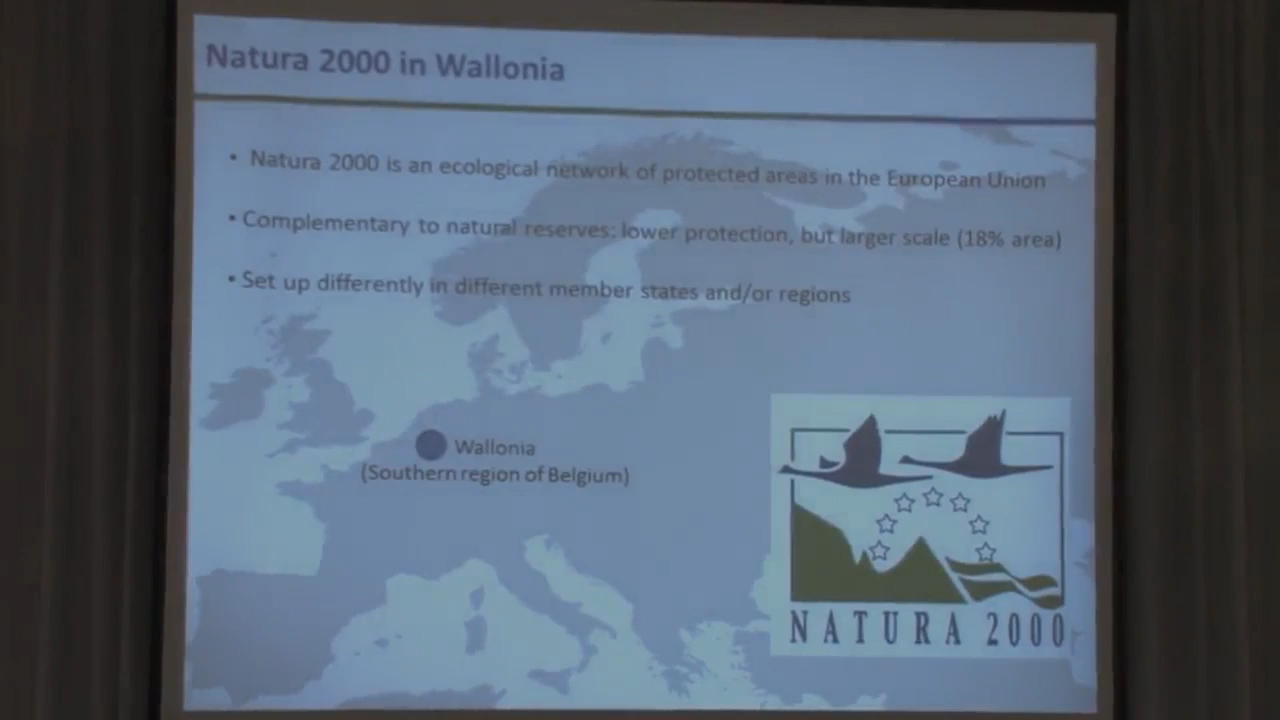 Natura 2000 in Wallonia
• Natura 2000 is an ecological network of protected areas in the European Union
• Complementary to natural reserves: lower protection, but larger scale (18% area)
• Set up differently in different member states and/or regions
Wallonia
(Southern region of Belgium)
NATURA 2000